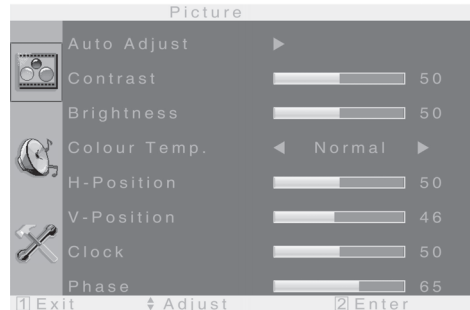 Picture
Auto Adjust
Contrast 50
Brightness 50
Colour Temp. Normal
H-Position 50
V-Position 46
Clock 50
Phase 65
1 Exit Adjust 2 Enter